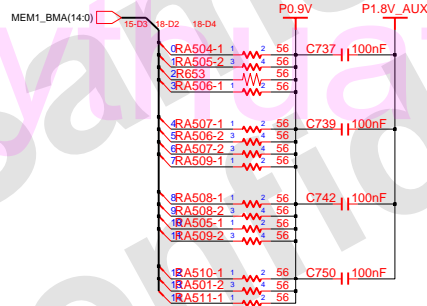 P0.9V P1.8V_AUX
MEM1_BMA(14:0)
15-D3 18-D2 18-D4
0 RA504-1 1 2 56 C737 100nF
1 RA505-2 3 4 56
2 R653 56
3 RA506-1 1 2 56
4 RA507-1 1 2 56 C739 100nF
5 RA506-2 3 4 56
6 RA507-2 3 4 56
7 RA509-1 1 2 56
8 RA508-1 1 2 56 C742 100nF
9 RA508-2 3 4 56
10 RA505-1 1 2 56
11 RA509-2 3 4 56
12 RA510-1 1 2 56 C750 100nF
13 RA501-2 3 4 56
14 RA511-1 1 2 56